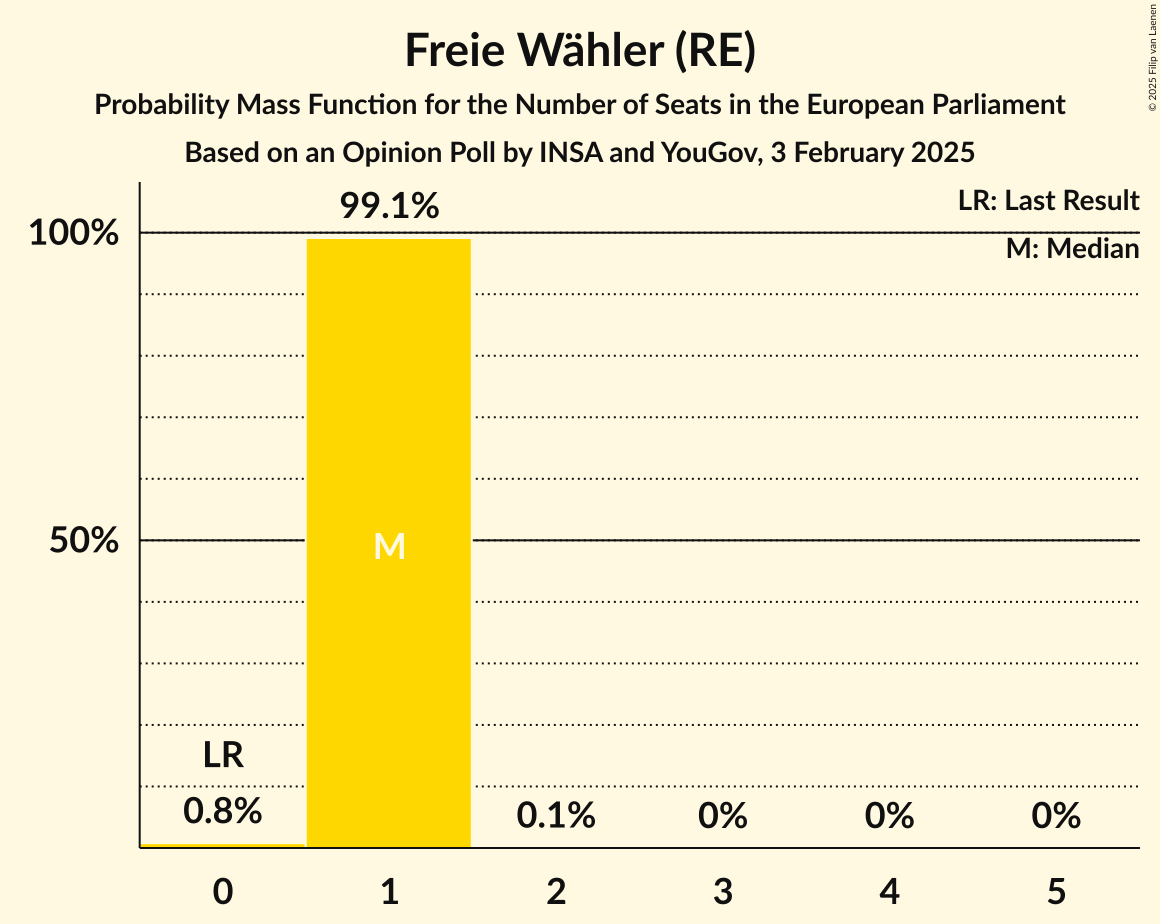 Freie Wähler (RE)
Probability Mass Function for the Number of Seats in the European Parliament
Based on an Opinion Poll by INSA and YouGov, 3 February 2025
© 2025 Filip van Laenen
LR: Last Result
M: Median
100%
50%
99.1%
M
LR
0.8%
0.1%
0%
0%
0%
0
1
2
3
4
5